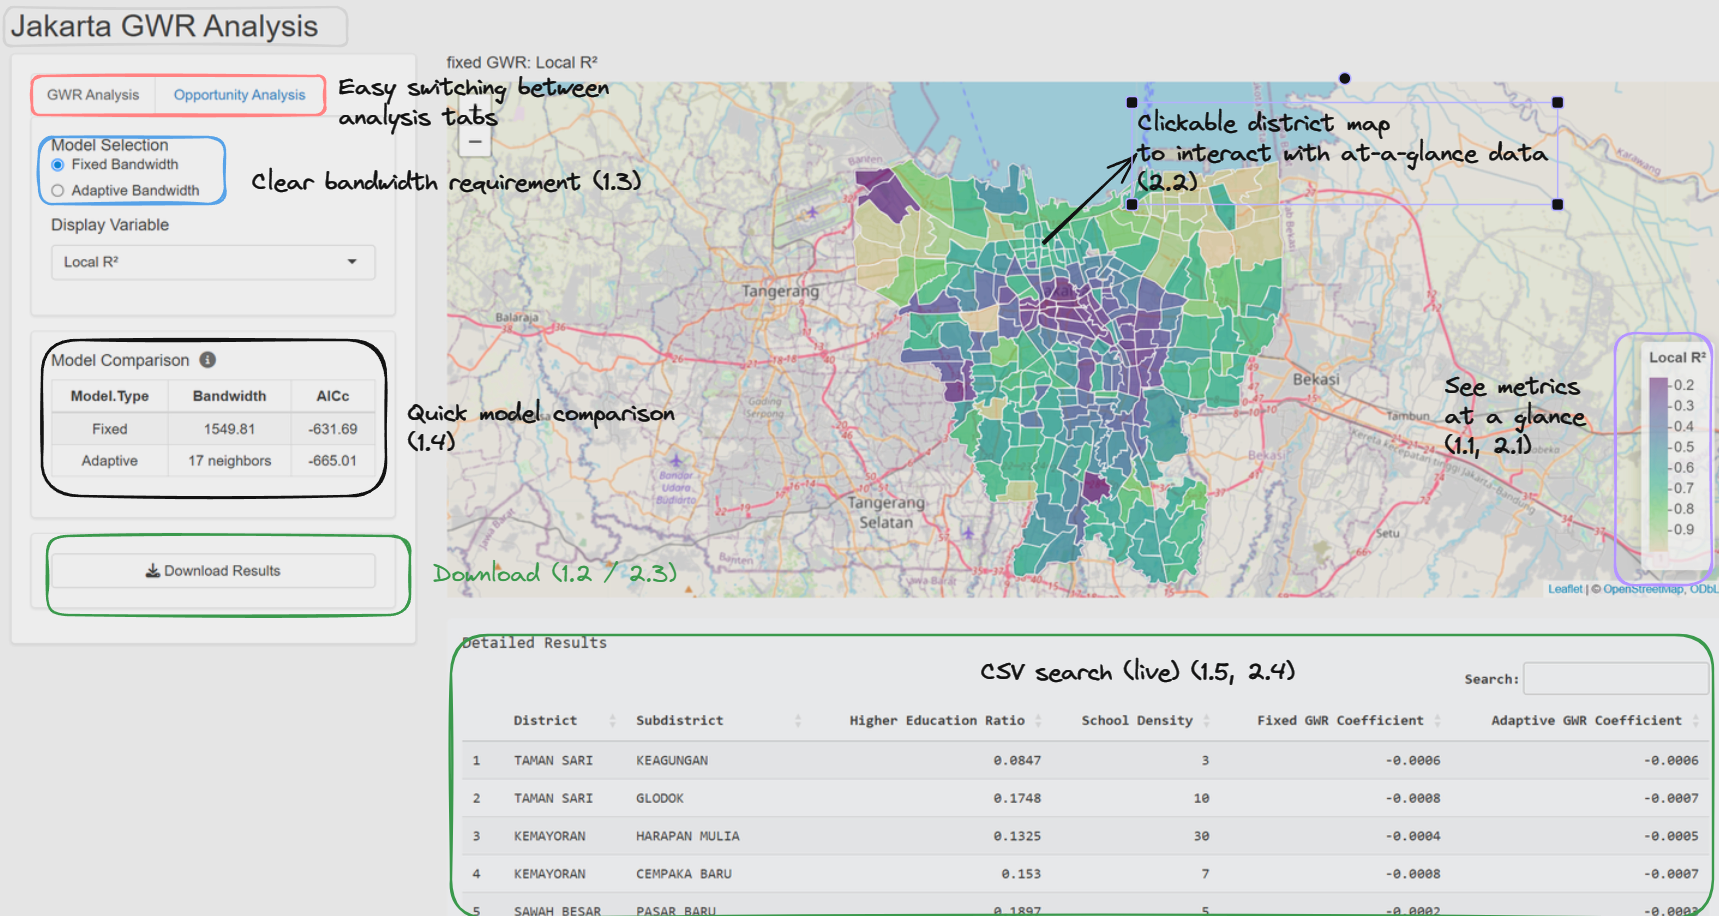 Jakarta GWR Analysis
GWR Analysis
Opportunity Analysis
Easy switching between
analysis tabs
Model Selection
Fixed Bandwidth
Adaptive Bandwidth
Clear bandwidth requirement (1.3)
Display Variable
Local R²
Model Comparison
Model.Type Bandwidth AICc
Fixed 1549.81 -631.69
Adaptive 17 neighbors -665.01
Quick model comparison
(1.4)
Download Results
Download (1.2 / 2.3)
fixed GWR: Local R²
+
−
Clickable district map
to interact with at-a-glance data
(2.2)
Banten
Karawang
Tangerang
Balaraja
Bekasi
Tambun
Bekasi
Gading
Serpong
Bandar
Udara
Budiarto
Tangerang
Selatan
Setu
Banten
Jawa Barat
See metrics
at a glance
(1.1, 2.1)
Local R²
0.2
0.3
0.4
0.5
0.6
0.7
0.8
0.9
Leaflet | © OpenStreetMap, ODbL
Detailed Results
CSV search (live) (1.5, 2.4)
Search:
District Subdistrict Higher Education Ratio School Density Fixed GWR Coefficient Adaptive GWR Coefficient
1 TAMAN SARI KEAGUNGAN 0.0847 3 -0.0006 -0.0006
2 TAMAN SARI GLODOK 0.1748 10 -0.0008 -0.0007
3 KEMAYORAN HARAPAN MULIA 0.1325 30 -0.0004 -0.0005
4 KEMAYORAN CEMPAKA BARU 0.153 7 -0.0008 -0.0007
5 SAWAH BESAR PASAR BARU 0.1897 5 -0.0002